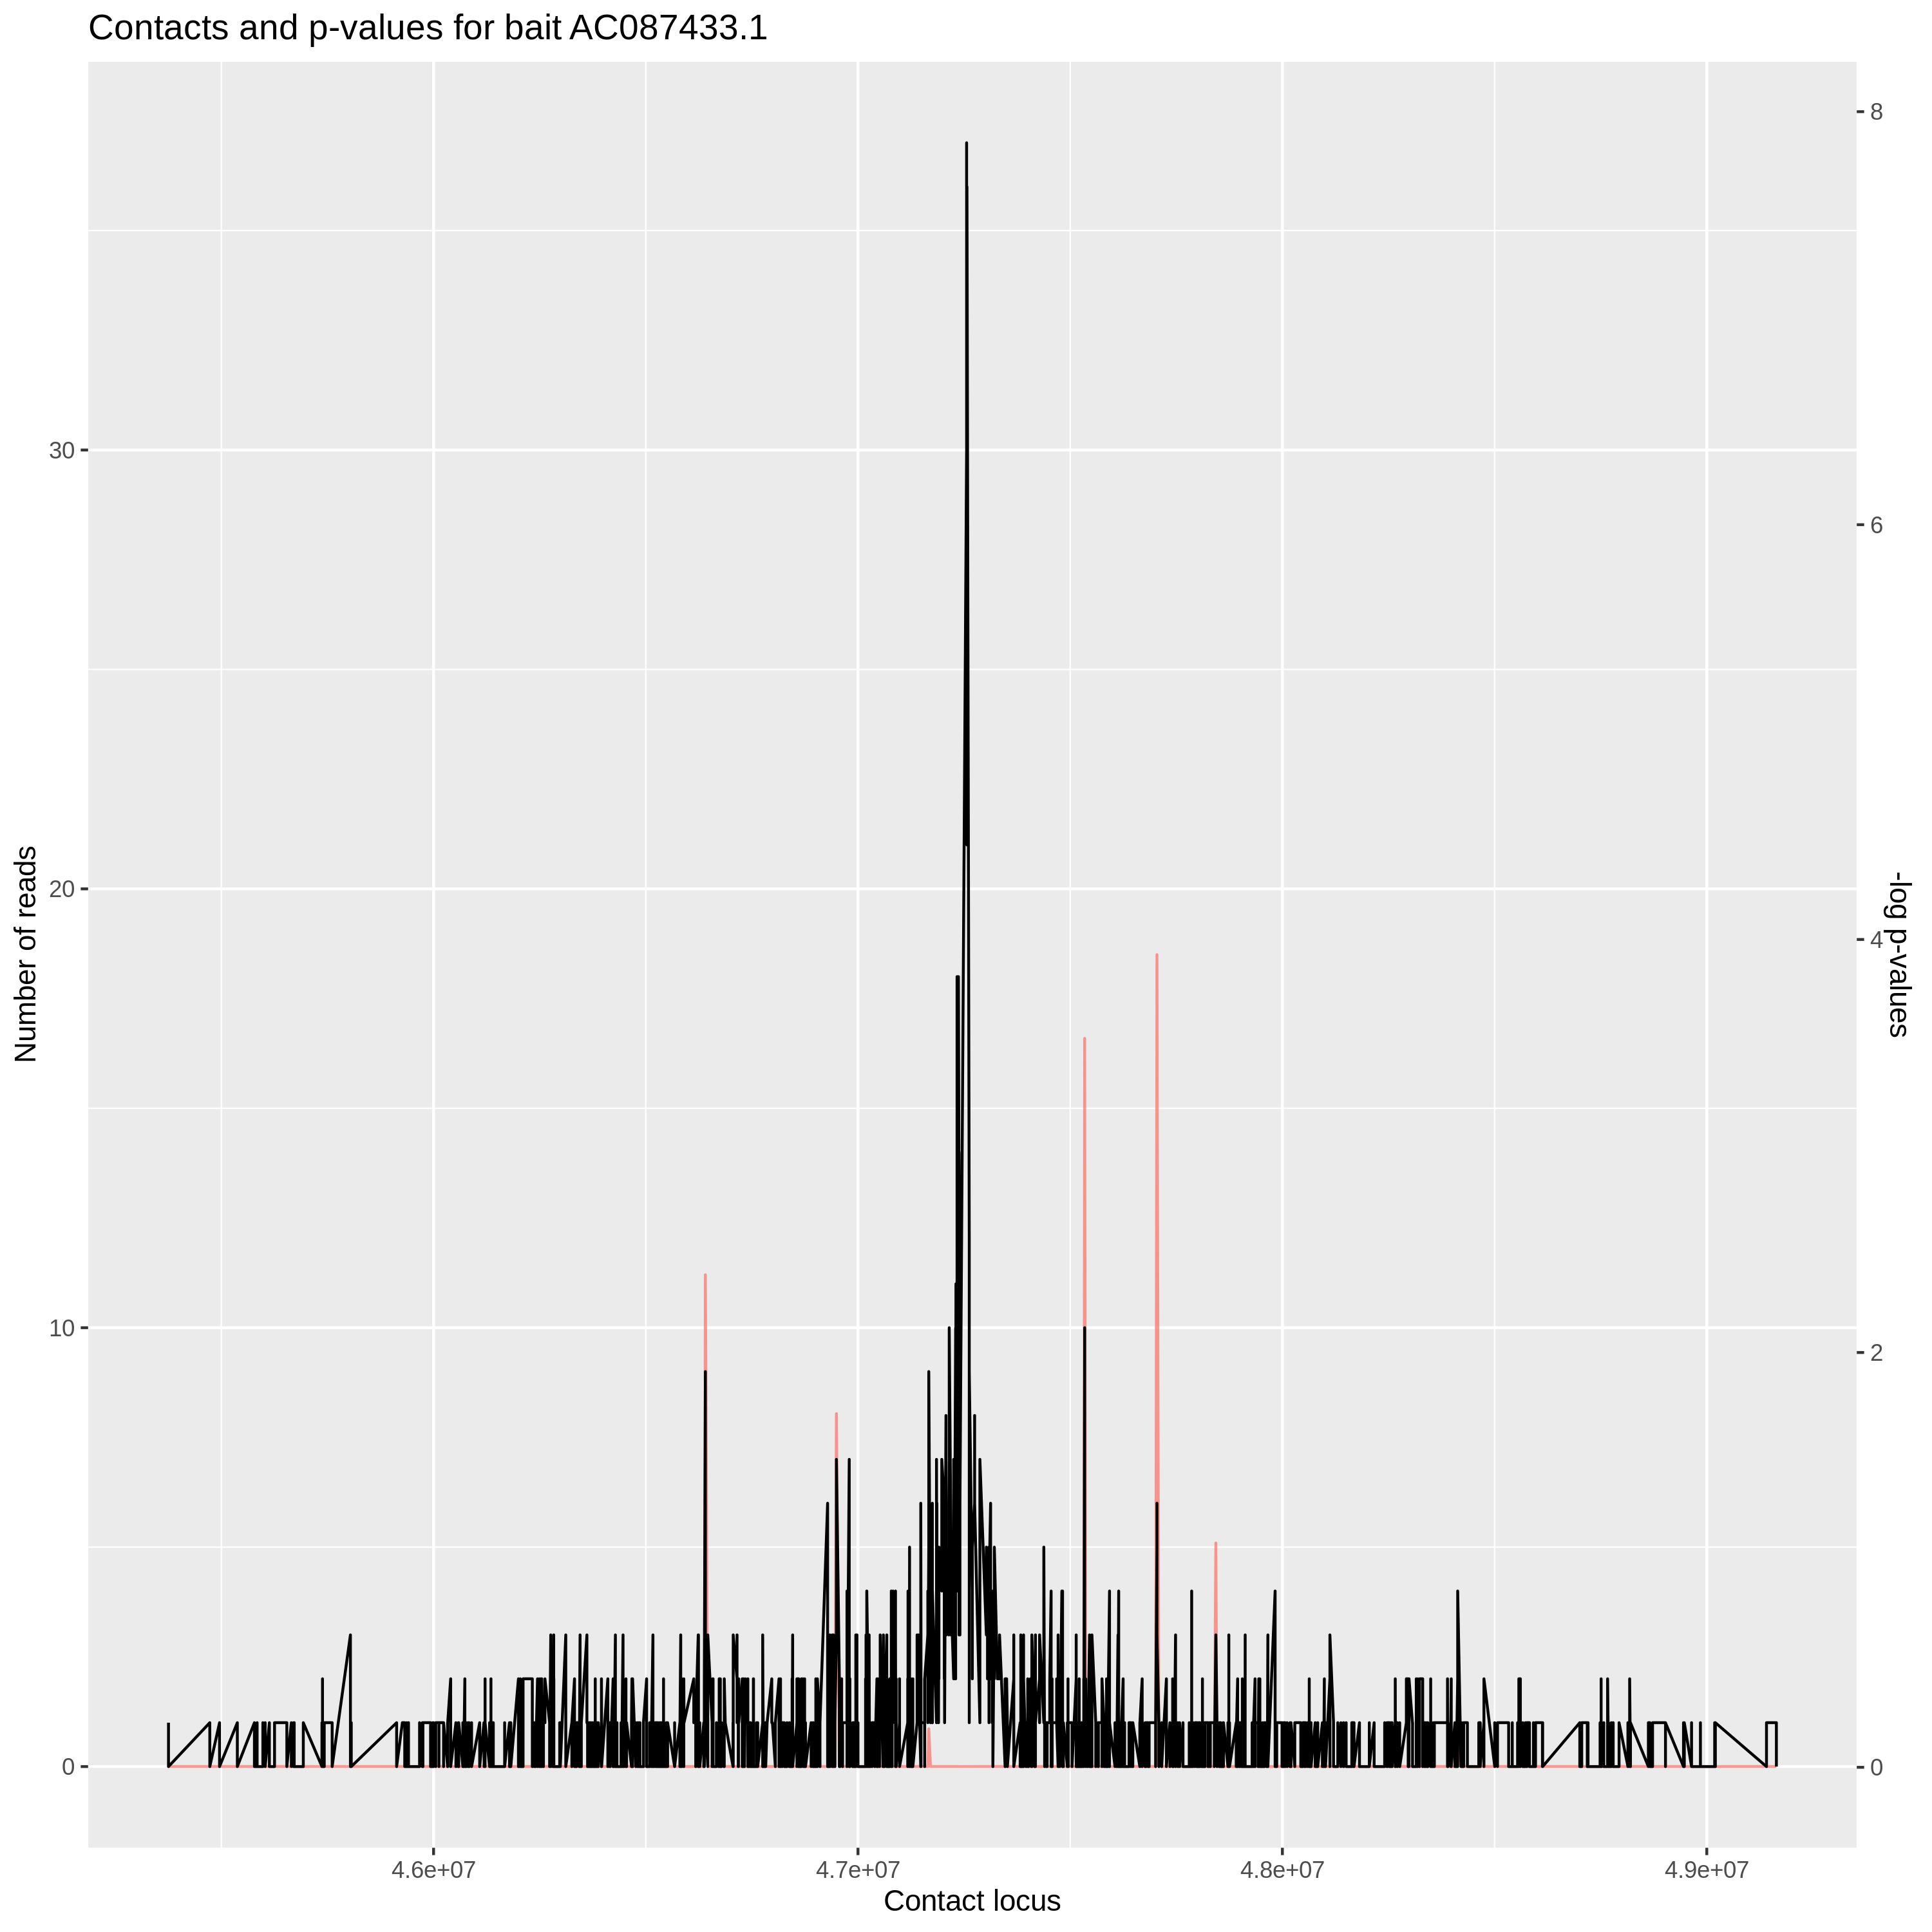 Contacts and p-values for bait AC087433.1
Number of reads
30
20
10
0
8
6
4
2
0
-log p-values
4.6e+07
4.7e+07
4.8e+07
4.9e+07
Contact locus